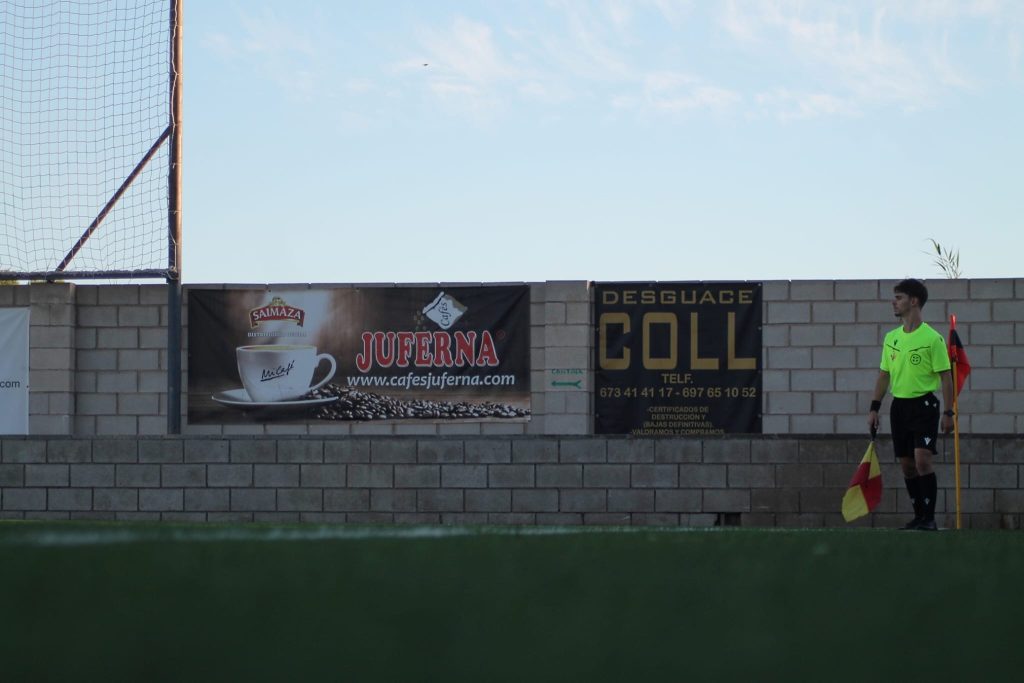 .com
SAIMAZA
Mi Café
Cafés
JUFERNA
www.cafesjuferna.com
CANTINA
DESGUACE
COLL
TELF.
673 41 41 17 - 697 65 10 52
-CERTIFICADOS DE
DESTRUCCIÓN Y
(BAJAS DEFINITIVAS).
-VALORAMOS Y COMPRAMOS